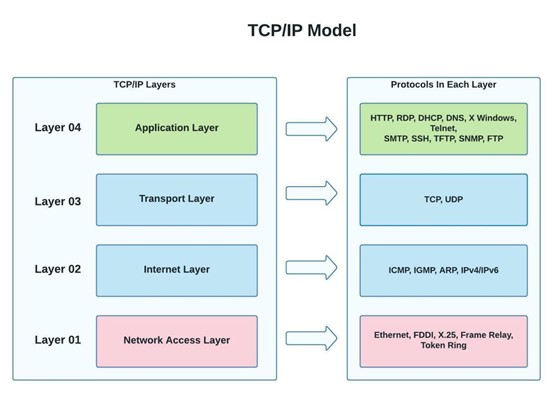 TCP/IP Model
TCP/IP Layers
Protocols In Each Layer
Layer 04
Application Layer
HTTP, RDP, DHCP, DNS, X Windows,
Telnet,
SMTP, SSH, TFTP, SNMP, FTP
Layer 03
Transport Layer
TCP, UDP
Layer 02
Internet Layer
ICMP, IGMP, ARP, IPv4/IPv6
Layer 01
Network Access Layer
Ethernet, FDDI, X.25, Frame Relay,
Token Ring